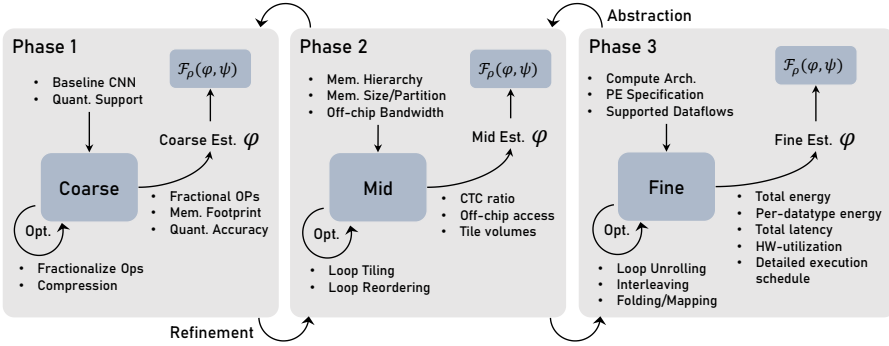 Abstraction
Phase 1
ℱρ(φ,ψ)
• Baseline CNN
• Quant. Support
Coarse Est. φ
Coarse
• Fractional OPs
• Mem. Footprint
• Quant. Accuracy
Opt.
• Fractionalize Ops
• Compression
Phase 2
ℱρ(φ,ψ)
• Mem. Hierarchy
• Mem. Size/Partition
• Off-chip Bandwidth
Mid Est. φ
Mid
• CTC ratio
• Off-chip access
• Tile volumes
Opt.
• Loop Tiling
• Loop Reordering
Phase 3
ℱρ(φ,ψ)
• Compute Arch.
• PE Specification
• Supported Dataflows
Fine Est. φ
Fine
• Total energy
• Per-datatype energy
• Total latency
• HW-utilization
• Detailed execution
schedule
Opt.
• Loop Unrolling
• Interleaving
• Folding/Mapping
Refinement